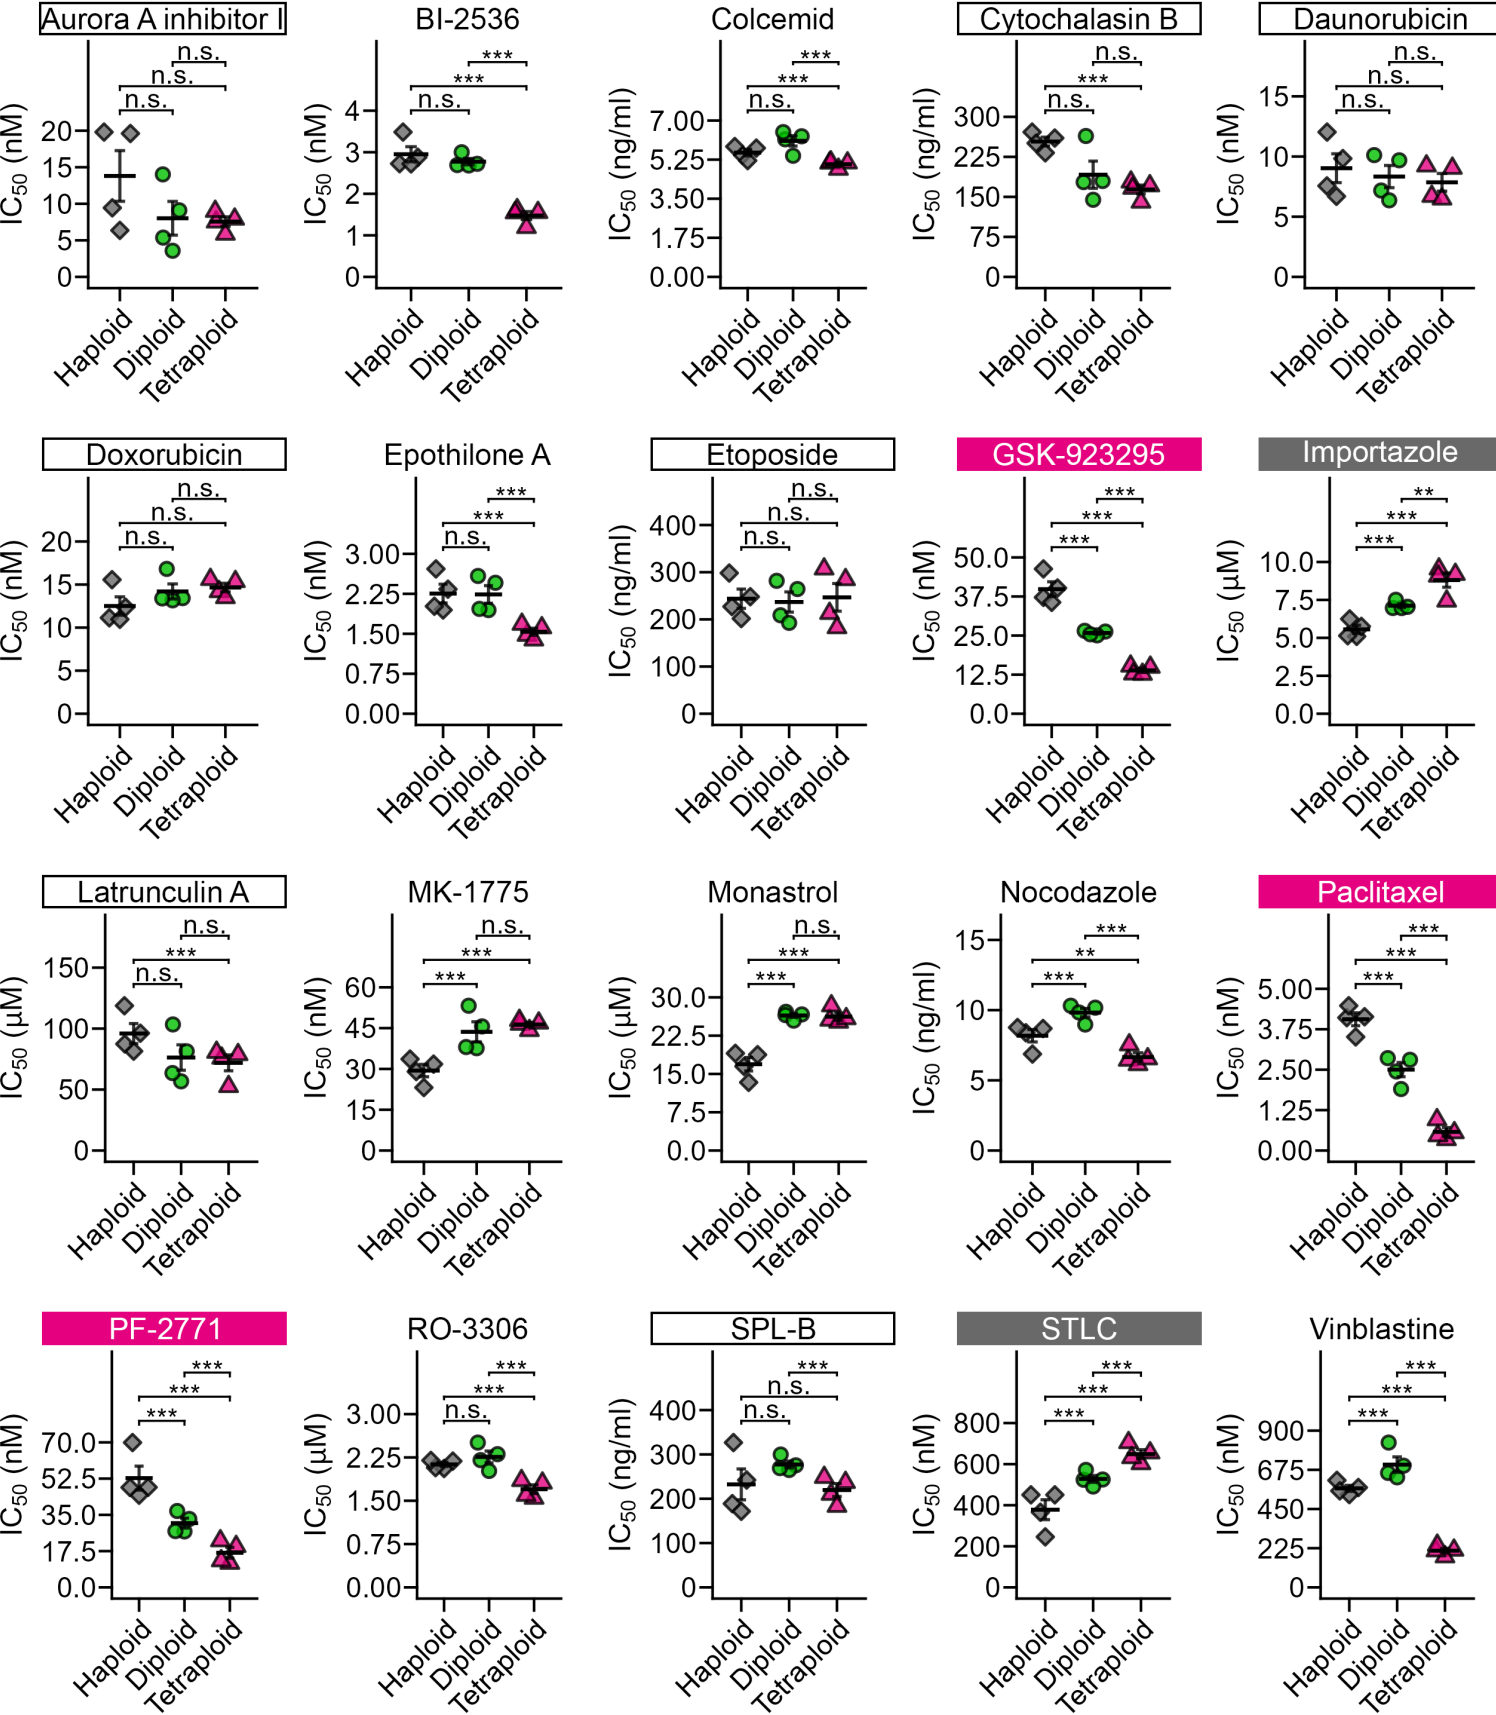 Aurora A inhibitor I
n.s.
n.s.
n.s.
IC50 (nM)
20
15
10
5
0
Haploid
Diploid
Tetraploid
BI-2536
***
***
n.s.
IC50 (nM)
4
3
2
1
0
Haploid
Diploid
Tetraploid
Colcemid
***
***
n.s.
IC50 (ng/ml)
7.00
5.25
3.50
1.75
0.00
Haploid
Diploid
Tetraploid
Cytochalasin B
n.s.
***
n.s.
IC50 (ng/ml)
300
225
150
75
0
Haploid
Diploid
Tetraploid
Daunorubicin
n.s.
n.s.
n.s.
IC50 (nM)
15
10
5
0
Haploid
Diploid
Tetraploid
Doxorubicin
n.s.
n.s.
n.s.
IC50 (nM)
20
15
10
5
0
Haploid
Diploid
Tetraploid
Epothilone A
***
***
n.s.
IC50 (nM)
3.00
2.25
1.50
0.75
0.00
Haploid
Diploid
Tetraploid
Etoposide
n.s.
n.s.
n.s.
IC50 (ng/ml)
400
300
200
100
0
Haploid
Diploid
Tetraploid
GSK-923295
***
***
***
IC50 (nM)
50.0
37.5
25.0
12.5
0.0
Haploid
Diploid
Tetraploid
Importazole
**
***
***
IC50 (µM)
10.0
7.5
5.0
2.5
0.0
Haploid
Diploid
Tetraploid
Latrunculin A
n.s.
***
n.s.
IC50 (µM)
150
100
50
0
Haploid
Diploid
Tetraploid
MK-1775
n.s.
***
***
IC50 (nM)
60
45
30
15
0
Haploid
Diploid
Tetraploid
Monastrol
n.s.
***
***
IC50 (µM)
30.0
22.5
15.0
7.5
0.0
Haploid
Diploid
Tetraploid
Nocodazole
***
**
***
IC50 (ng/ml)
15
10
5
0
Haploid
Diploid
Tetraploid
Paclitaxel
***
***
***
IC50 (nM)
5.00
3.75
2.50
1.25
0.00
Haploid
Diploid
Tetraploid
PF-2771
***
***
***
IC50 (nM)
70.0
52.5
35.0
17.5
0.0
Haploid
Diploid
Tetraploid
RO-3306
***
***
n.s.
IC50 (µM)
3.00
2.25
1.50
0.75
0.00
Haploid
Diploid
Tetraploid
SPL-B
***
n.s.
n.s.
IC50 (ng/ml)
400
300
200
100
0
Haploid
Diploid
Tetraploid
STLC
***
***
***
IC50 (nM)
800
600
400
200
0
Haploid
Diploid
Tetraploid
Vinblastine
***
***
***
IC50 (nM)
900
675
450
225
0
Haploid
Diploid
Tetraploid